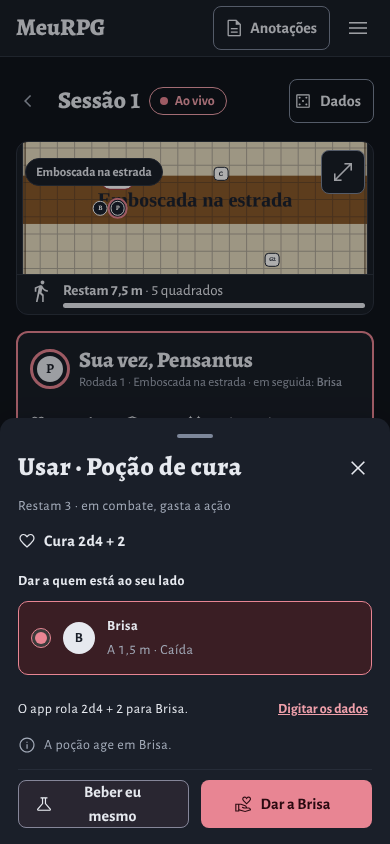 MeuRPG
Anotações
Sessão 1
Ao vivo
Dados
Emboscada na estrada
C
Emboscada na estrada
B
P
G1
Restam 7,5 m · 5 quadrados
P
Sua vez, Pensantus
Rodada 1 · Emboscada na estrada · em seguida: Brisa
Usar · Poção de cura
Restam 3 · em combate, gasta a ação
Cura 2d4 + 2
Dar a quem está ao seu lado
B
Brisa
A 1,5 m · Caída
O app rola 2d4 + 2 para Brisa.
Digitar os dados
A poção age em Brisa.
Beber eu
mesmo
Dar a Brisa